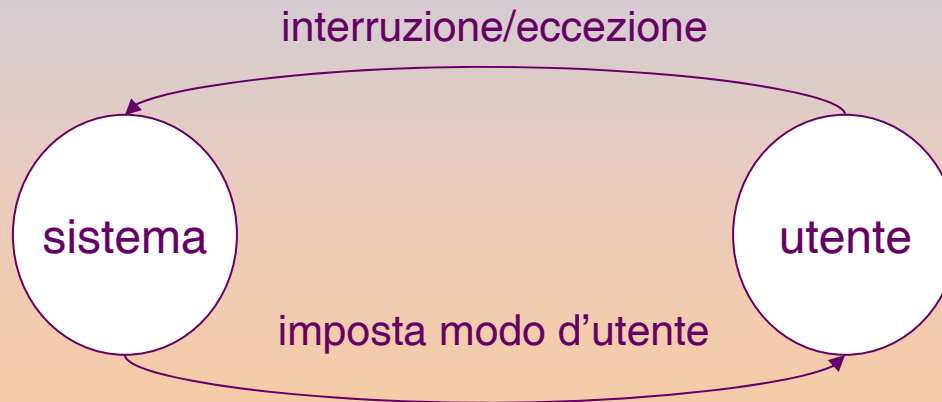 interruzione/eccezione
sistema
utente
imposta modo d’utente